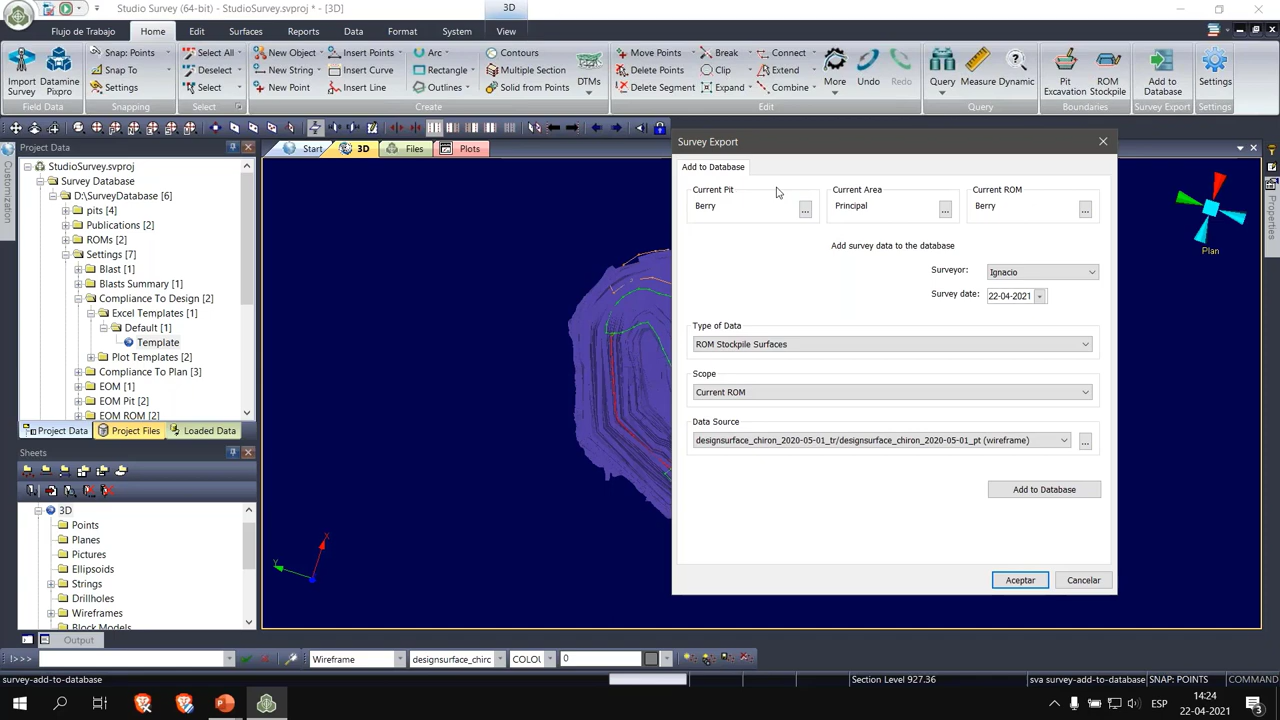 StudioSurvey (64-bit) - StudioSurvey.svproj * - [3D]
3D
Flujo de Trabajo
Home
Edit
Surfaces
Reports
Data
Format
System
View
Import Survey
Datamine Pixpro
Field Data
Snap: Points
Snap To
Settings
Snapping
Select All
Deselect
Select
Select
New Object
New String
New Point
Insert Points
Insert Curve
Insert Line
Arc
Rectangle
Outlines
Contours
Multiple Section
Solid from Points
DTMs
Create
Move Points
Delete Points
Delete Segment
Break
Clip
Expand
Connect
Extend
Combine
More
Undo
Redo
Edit
Query
Measure
Dynamic
Query
Pit Excavation
ROM Stockpile
Boundaries
Add to Database
Survey Export
Settings
Settings
Customization
Project Data
StudioSurvey.svproj
Survey Database
D:\SurveyDatabase [6]
pits [4]
Publications [2]
ROMs [2]
Settings [7]
Blast [1]
Blasts Summary [1]
Compliance To Design [2]
Excel Templates [1]
Default [1]
Template
Plot Templates [2]
Compliance To Plan [3]
EOM [1]
EOM Pit [2]
EOM ROM [2]
Project Data
Project Files
Loaded Data
Sheets
3D
Points
Planes
Pictures
Ellipsoids
Strings
Drillholes
Wireframes
Block Models
Output
Start
3D
Files
Plots
Survey Export
Add to Database
Current Pit
Berry
...
Current Area
Principal
...
Current ROM
Berry
...
Add survey data to the database
Surveyor:
Ignacio
Survey date:
22-04-2021
Type of Data
ROM Stockpile Surfaces
Scope
Current ROM
Data Source
designsurface_chiron_2020-05-01_tr/designsurface_chiron_2020-05-01_pt (wireframe)
...
Add to Database
Aceptar
Cancelar
Plan
Properties
X
Y
!>>>
Wireframe
designsurface_chirc
COLOU
0
survey-add-to-database
Section Level 927.36
sva survey-add-to-database
SNAP: POINTS
COMMAND
ESP
14:24
22-04-2021
3